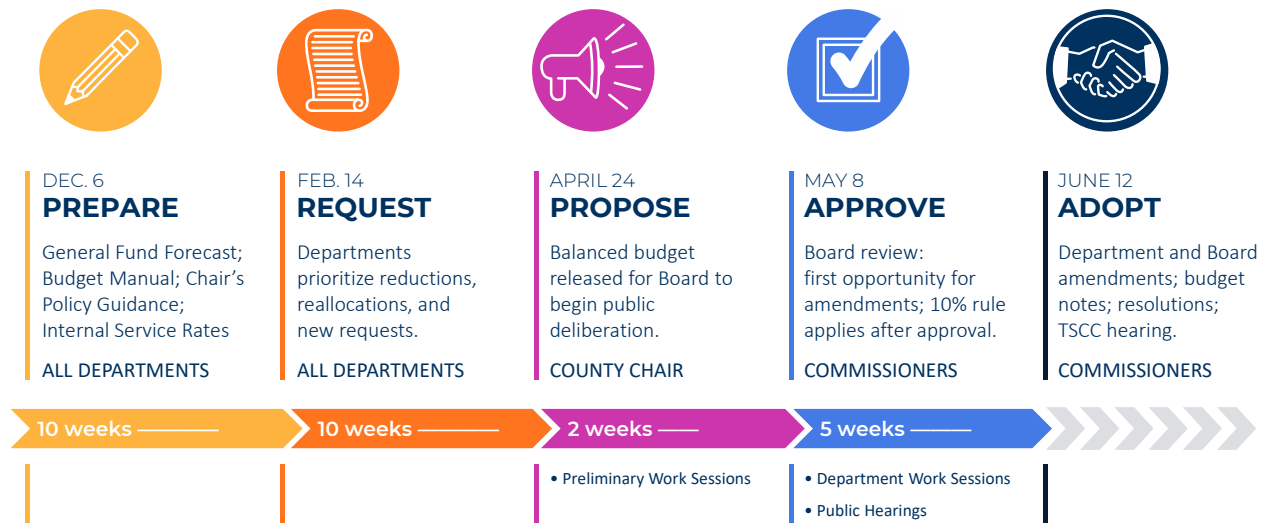 DEC. 6
PREPARE
General Fund Forecast;
Budget Manual; Chair's
Policy Guidance;
Internal Service Rates
ALL DEPARTMENTS
FEB. 14
REQUEST
Departments
prioritize reductions,
reallocations, and
new requests.
ALL DEPARTMENTS
APRIL 24
PROPOSE
Balanced budget
released for Board to
begin public
deliberation.
COUNTY CHAIR
MAY 8
APPROVE
Board review:
first opportunity for
amendments; 10% rule
applies after approval.
COMMISSIONERS
JUNE 12
ADOPT
Department and Board
amendments; budget
notes; resolutions;
TSCC hearing.
COMMISSIONERS
10 weeks
10 weeks
2 weeks
5 weeks
• Preliminary Work Sessions
• Department Work Sessions
• Public Hearings